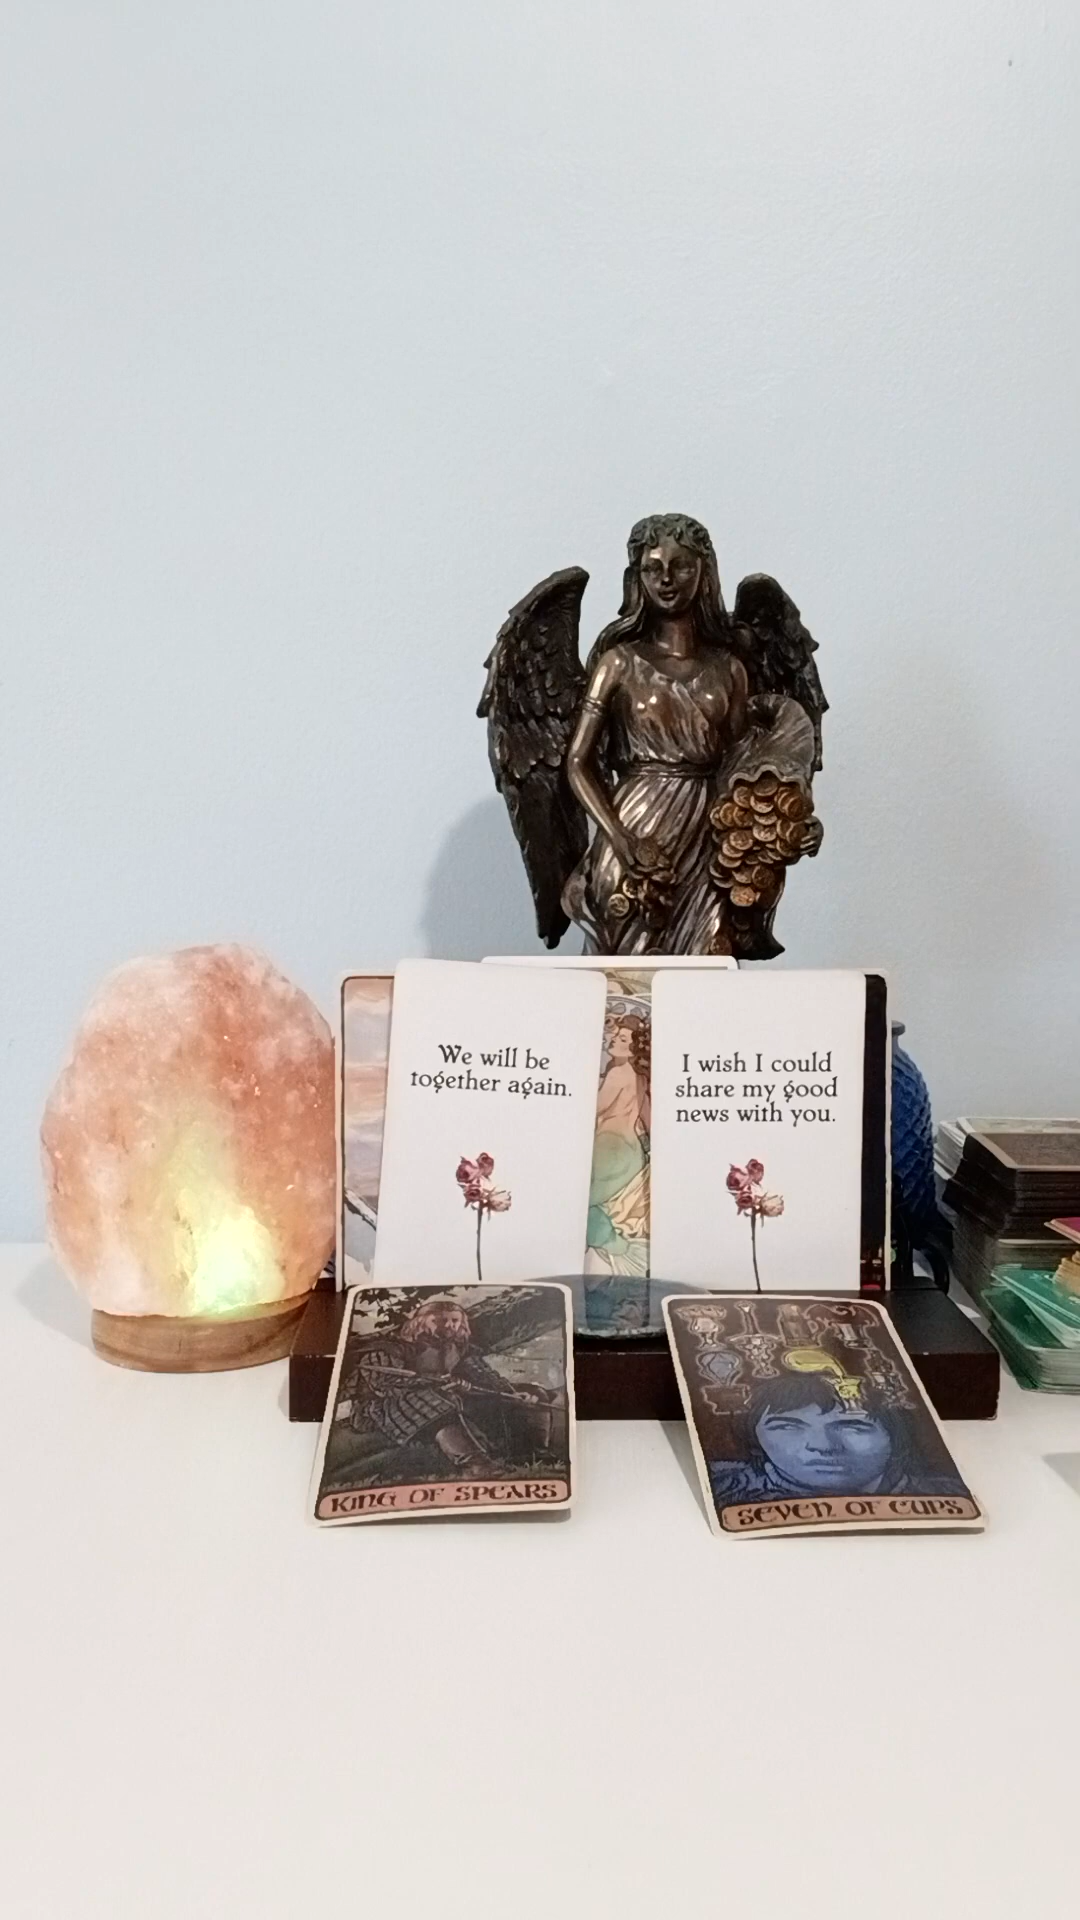 We will be
together again.
I wish I could
share my good
news with you.
KING OF SPEARS
SEVEN OF CUPS